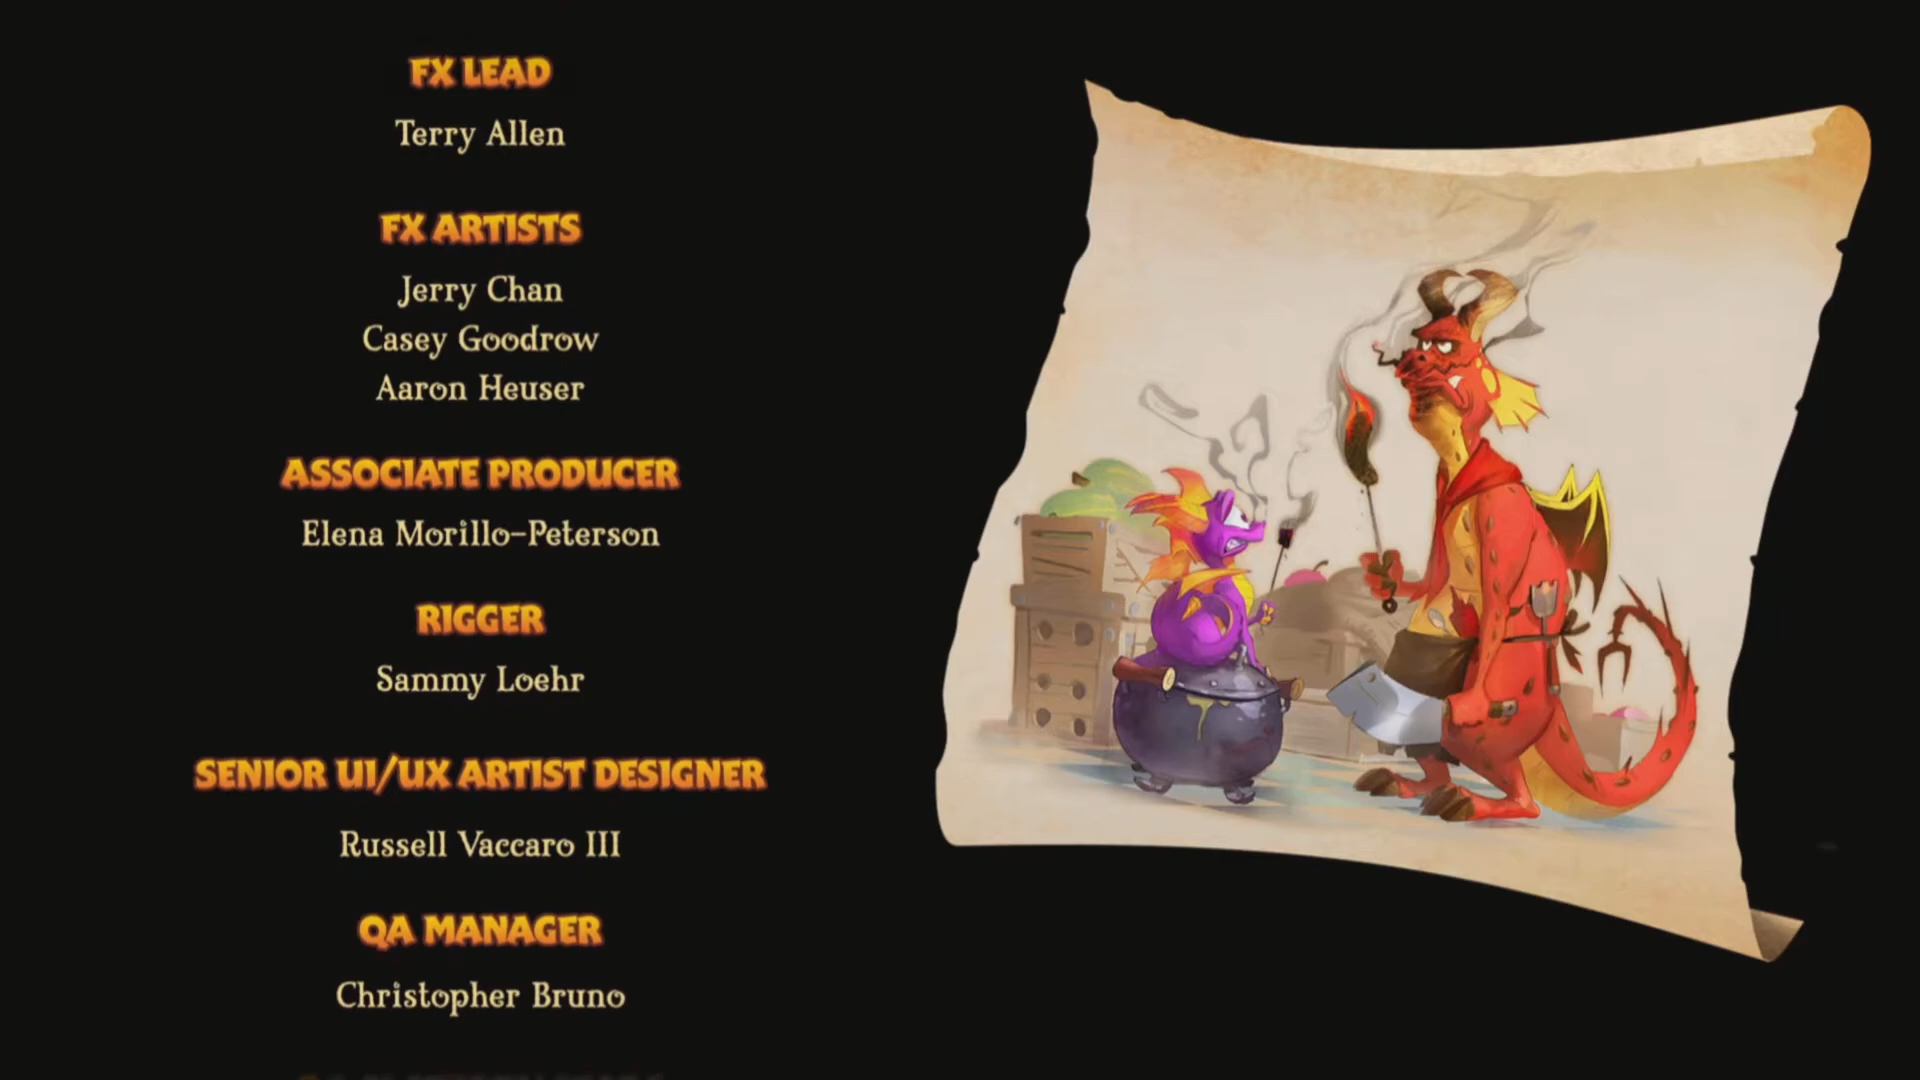 FX LEAD
Terry Allen
FX ARTISTS
Jerry Chan
Casey Goodrow
Aaron Heuser
ASSOCIATE PRODUCER
Elena Morillo-Peterson
RIGGER
Sammy Loehr
SENIOR UI/UX ARTIST DESIGNER
Russell Vaccaro III
QA MANAGER
Christopher Bruno